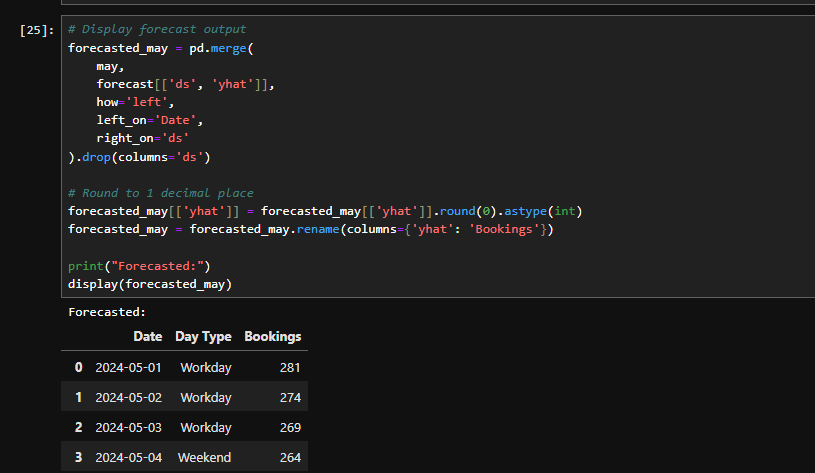 [25]:
# Display forecast output
forecasted_may = pd.merge(
    may,
    forecast[['ds', 'yhat']],
    how='left',
    left_on='Date',
    right_on='ds'
).drop(columns='ds')

# Round to 1 decimal place
forecasted_may[['yhat']] = forecasted_may[['yhat']].round(0).astype(int)
forecasted_may = forecasted_may.rename(columns={'yhat': 'Bookings'})

print("Forecasted:")
display(forecasted_may)
Forecasted:
Date Day Type Bookings
0 2024-05-01 Workday 281
1 2024-05-02 Workday 274
2 2024-05-03 Workday 269
3 2024-05-04 Weekend 264